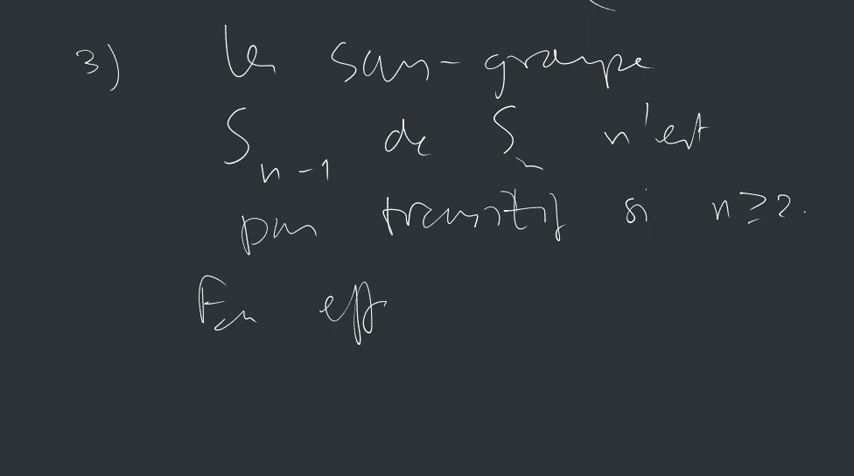 3) Le sous-groupe
S_{n-1} de S_n n'est
pas transitif si n ≥ 2.
En eff